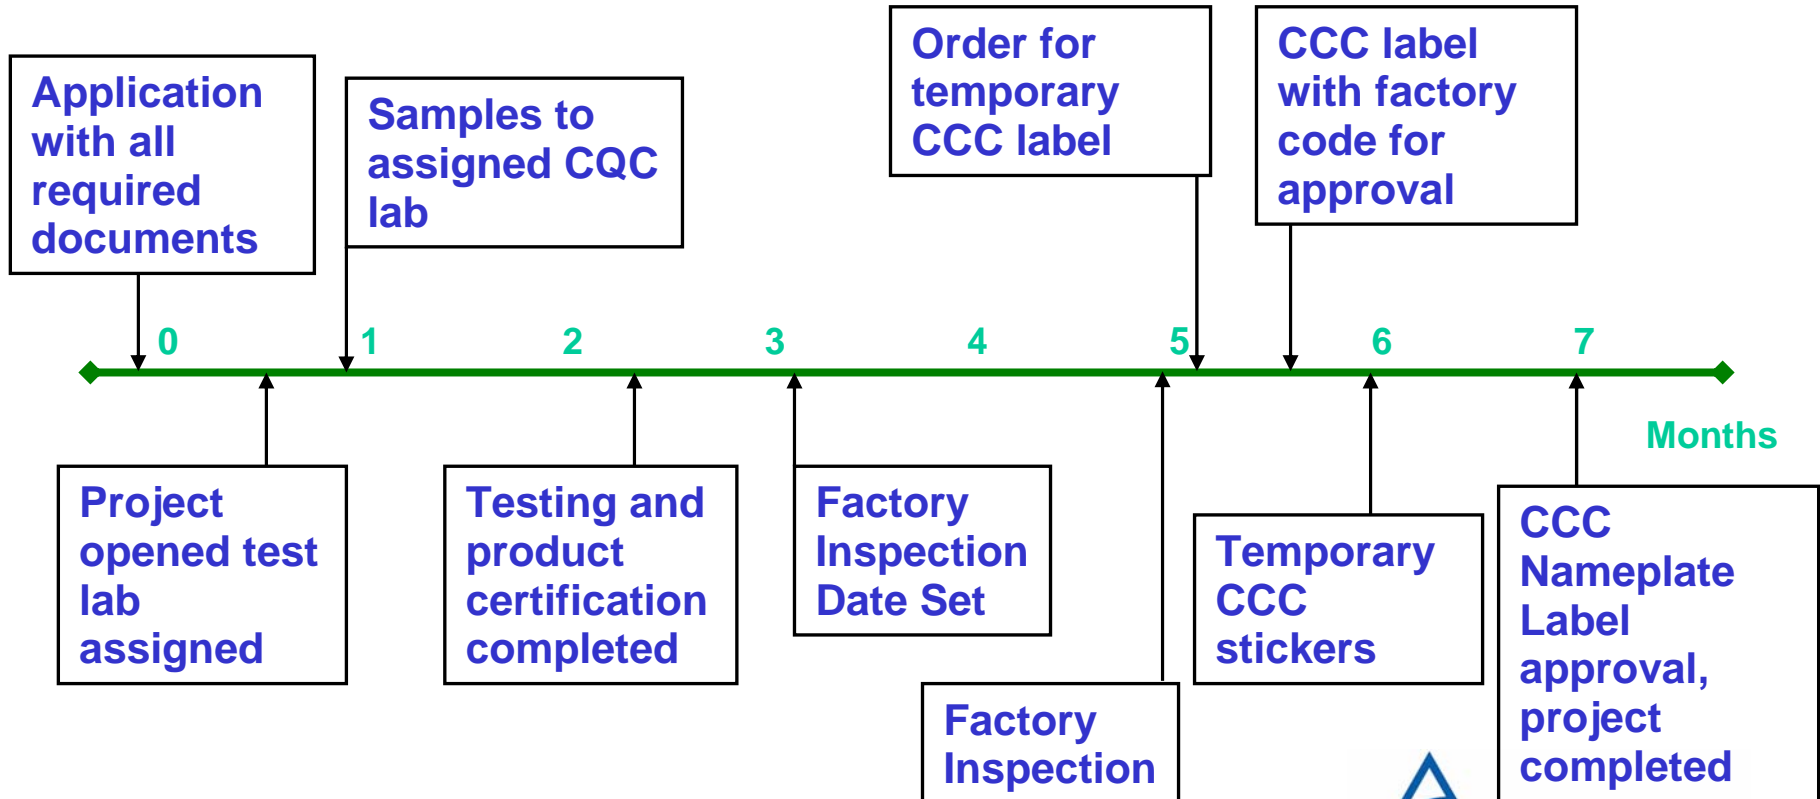 Application
with all
required
documents
Samples to
assigned CQC
lab
Order for
temporary
CCC label
CCC label
with factory
code for
approval
0
1
2
3
4
5
6
7
Months
Project
opened test
lab
assigned
Testing and
product
certification
completed
Factory
Inspection
Date Set
Factory
Inspection
Temporary
CCC
stickers
CCC
Nameplate
Label
approval,
project
completed